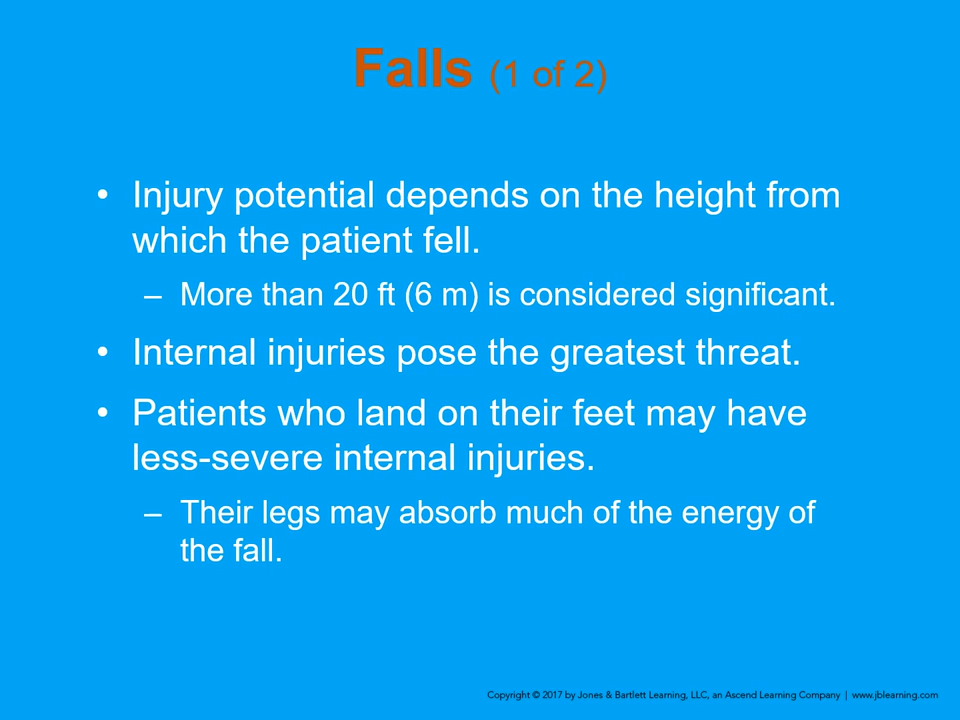 Falls (1 of 2)
• Injury potential depends on the height from
which the patient fell.
– More than 20 ft (6 m) is considered significant.
• Internal injuries pose the greatest threat.
• Patients who land on their feet may have
less-severe internal injuries.
– Their legs may absorb much of the energy of
the fall.
Copyright © 2017 by Jones & Bartlett Learning, LLC, an Ascend Learning Company | www.jblearning.com